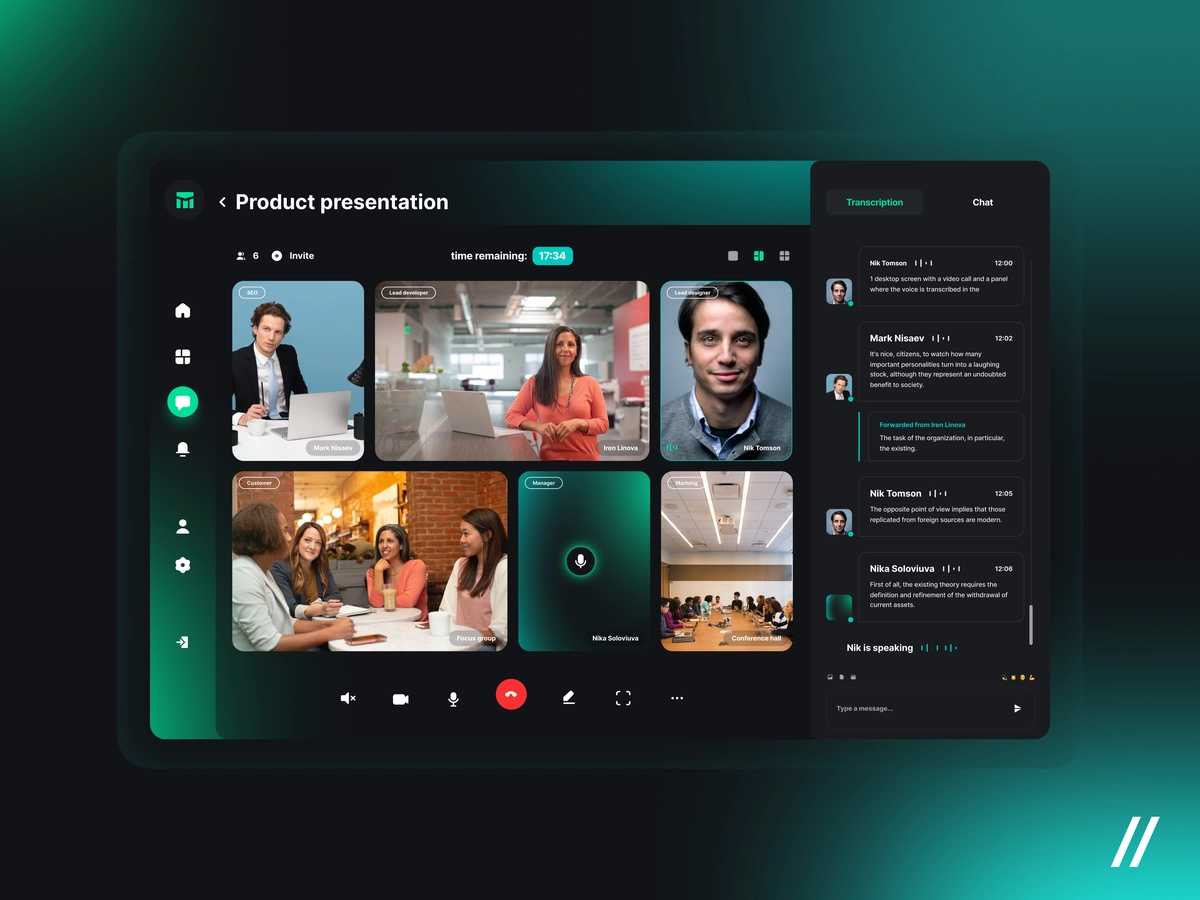 Product presentation
6 Invite
time remaining: 17:34
SEO
Mark Nisaev
Lead developer
Iren Linova
Lead designer
Nik Tomson
Customer
Focus group
Manager
Nika Soloviuva
Conference hall
Transcription Chat
Nik Tomson 12:00
1 desktop screen with a video call and a panel
where the voice is transcribed in the
Mark Nisaev 12:02
It's nice, citizens, to watch how many
important personalities turn into a laughing
stock, although they represent an undoubted
benefit to society.
Forwarded from Iren Linova
The task of the organization, in particular,
the existing.
Nik Tomson 12:05
The opposite point of view implies that those
replicated from foreign sources are modern.
Nika Soloviuva 12:06
First of all, the existing theory requires the
definition and refinement of the withdrawal of
current assets.
Nik is speaking
Type a message...